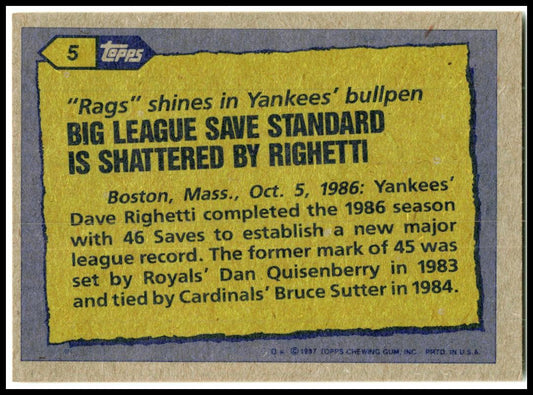 5 TOPPS
"Rags" shines in Yankees' bullpen
BIG LEAGUE SAVE STANDARD
IS SHATTERED BY RIGHETTI
Boston, Mass., Oct. 5, 1986: Yankees'
Dave Righetti completed the 1986 season
with 46 Saves to establish a new major
league record. The former mark of 45 was
set by Royals' Dan Quisenberry in 1983
and tied by Cardinals' Bruce Sutter in 1984.
© 1987 TOPPS CHEWING GUM, INC. PRTD. IN U.S.A.